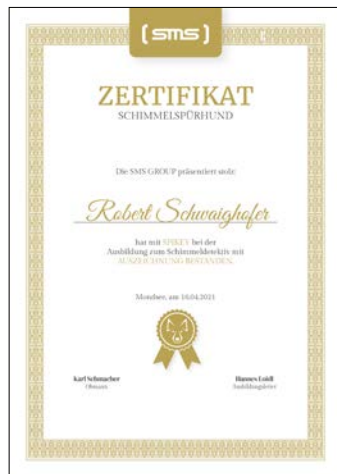 [sms]
ZERTIFIKAT
SCHIMMELSPÜRHUND
Die SMS GROUP präsentiert stolz:
Robert Schwaighofer
hat mit SPIKEY bei der
Ausbildung zum Schimmeldetektiv mit
AUSZEICHNUNG BESTANDEN.
Mondsee, am 16.04.2021
Karl Schmacher
Hannes Loidl
Obmann
Ausbildungsleiter